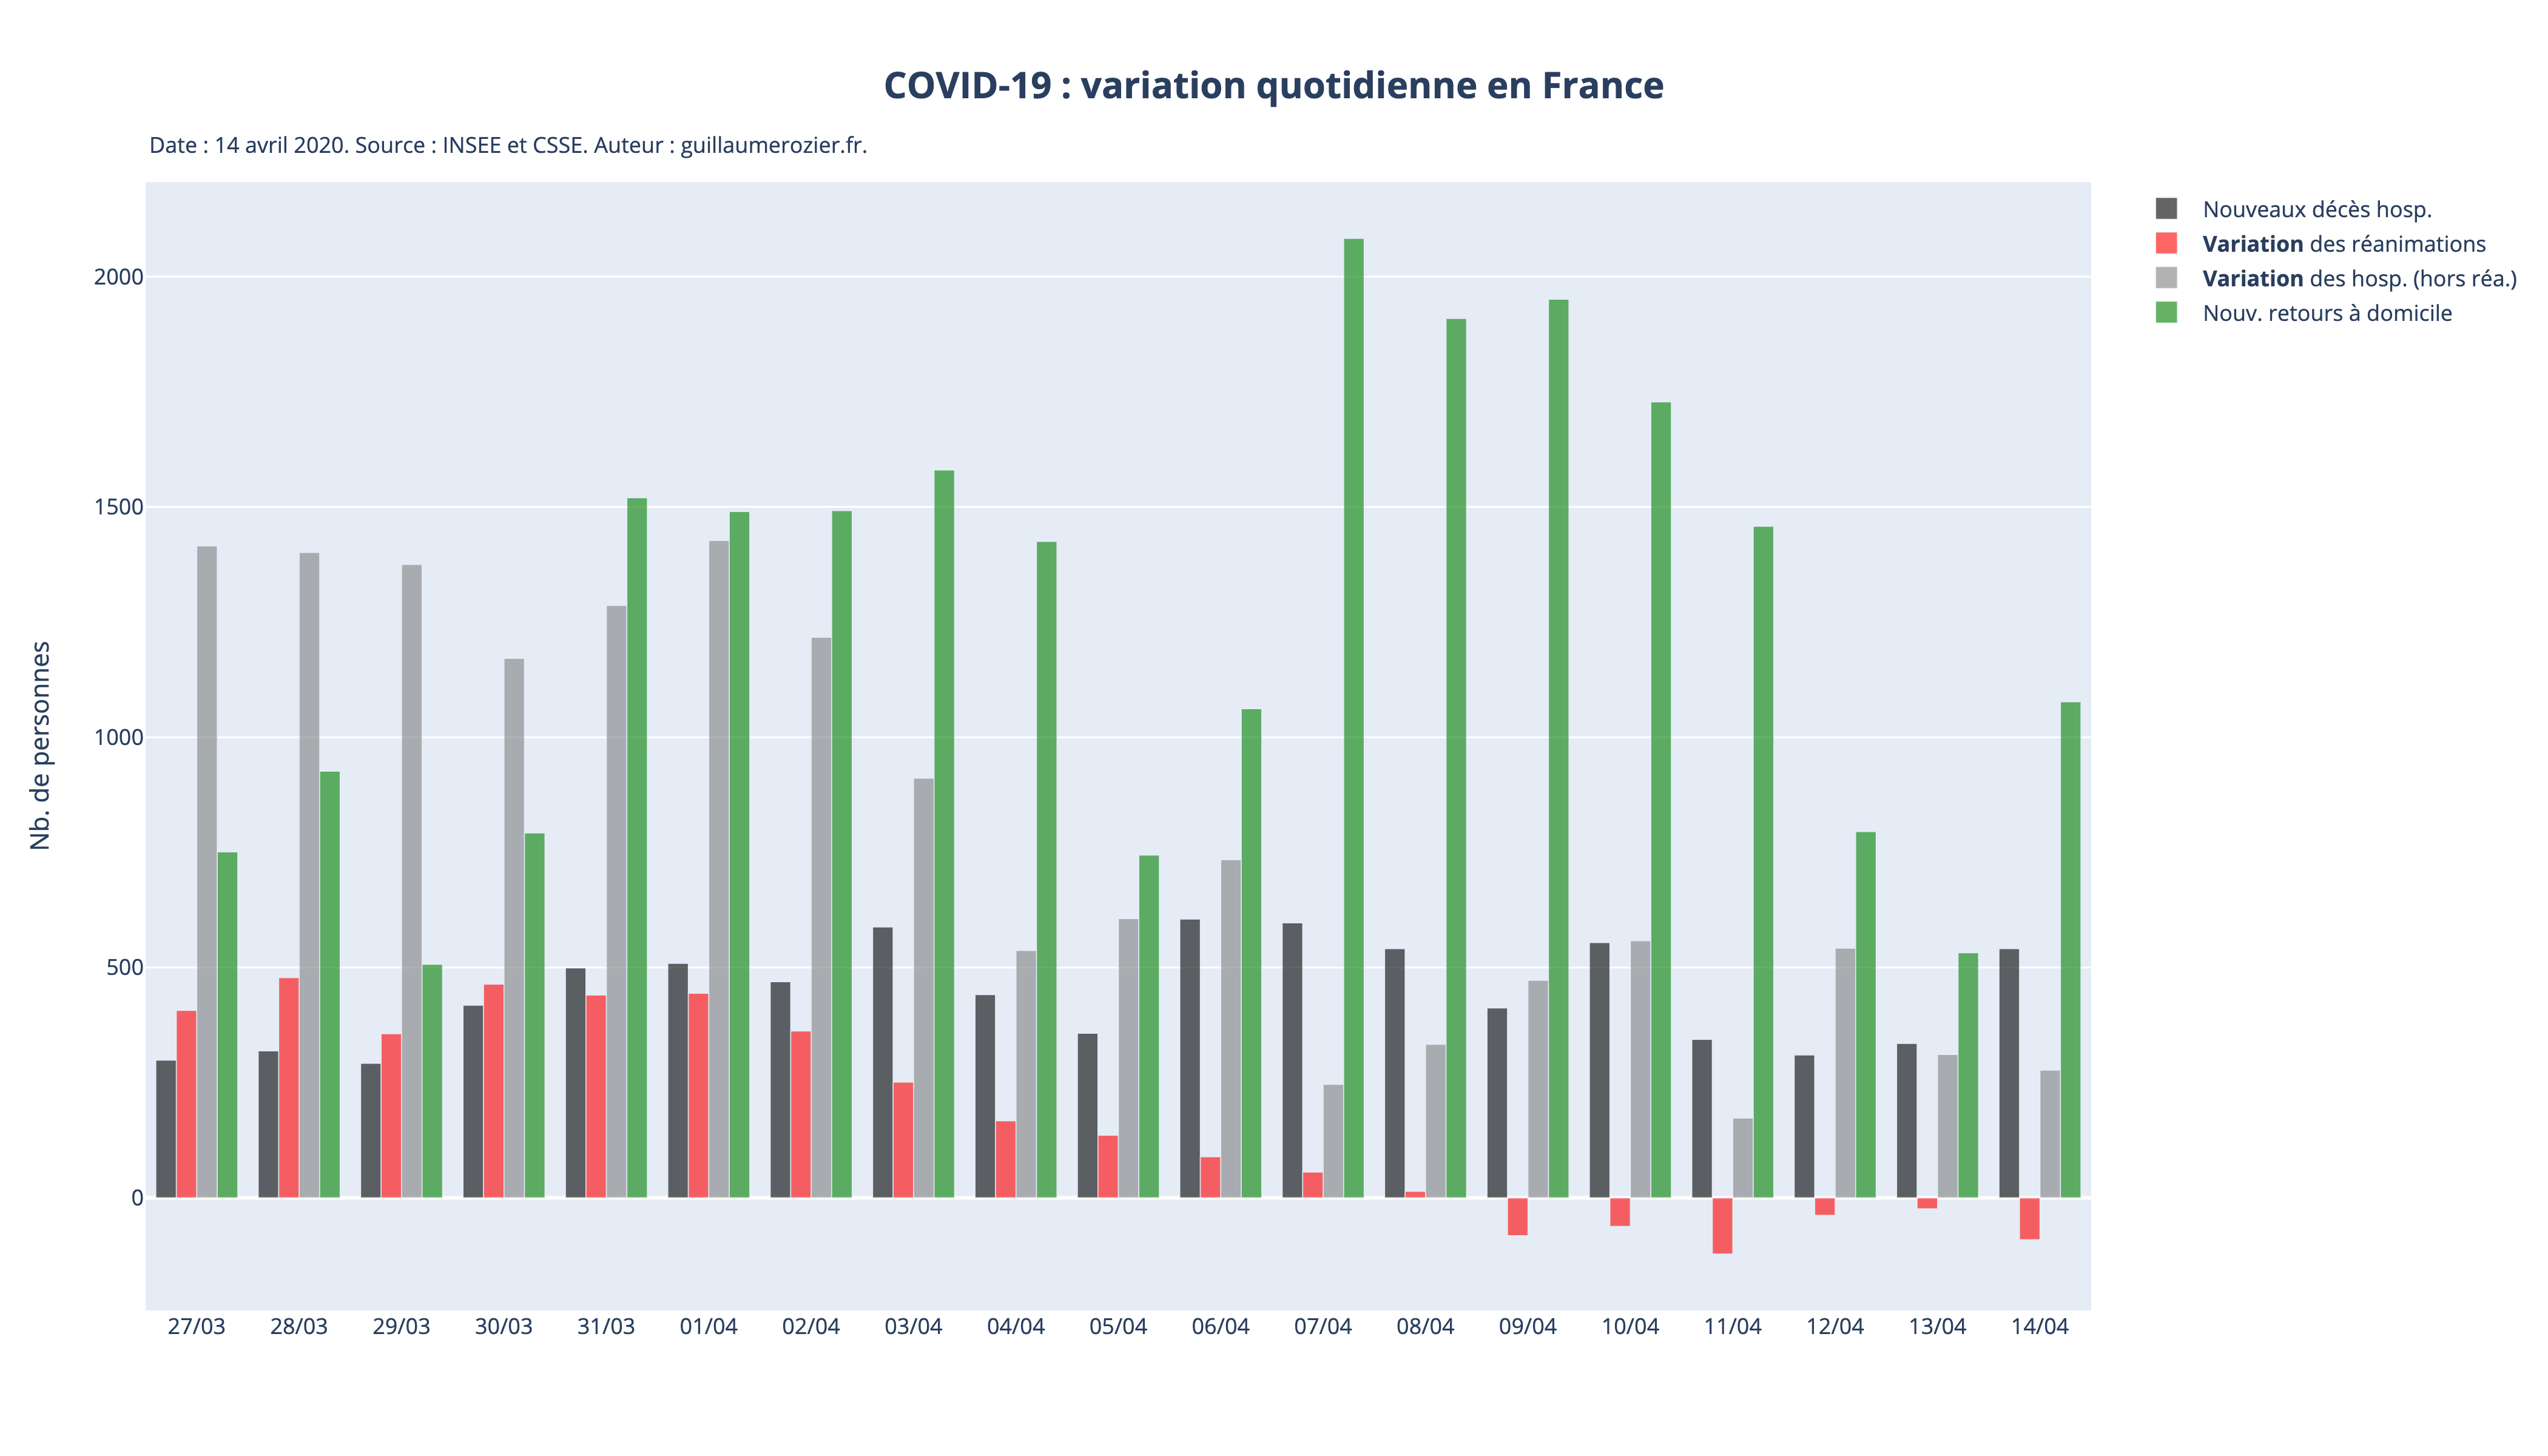 COVID-19 : variation quotidienne en France
Date : 14 avril 2020. Source : INSEE et CSSE. Auteur : guillaumerozier.fr.
Nouveaux décès hosp.
Variation des réanimations
Variation des hosp. (hors réa.)
Nouv. retours à domicile
Nb. de personnes
2000
1500
1000
500
0
27/03 28/03 29/03 30/03 31/03 01/04 02/04 03/04 04/04 05/04 06/04 07/04 08/04 09/04 10/04 11/04 12/04 13/04 14/04